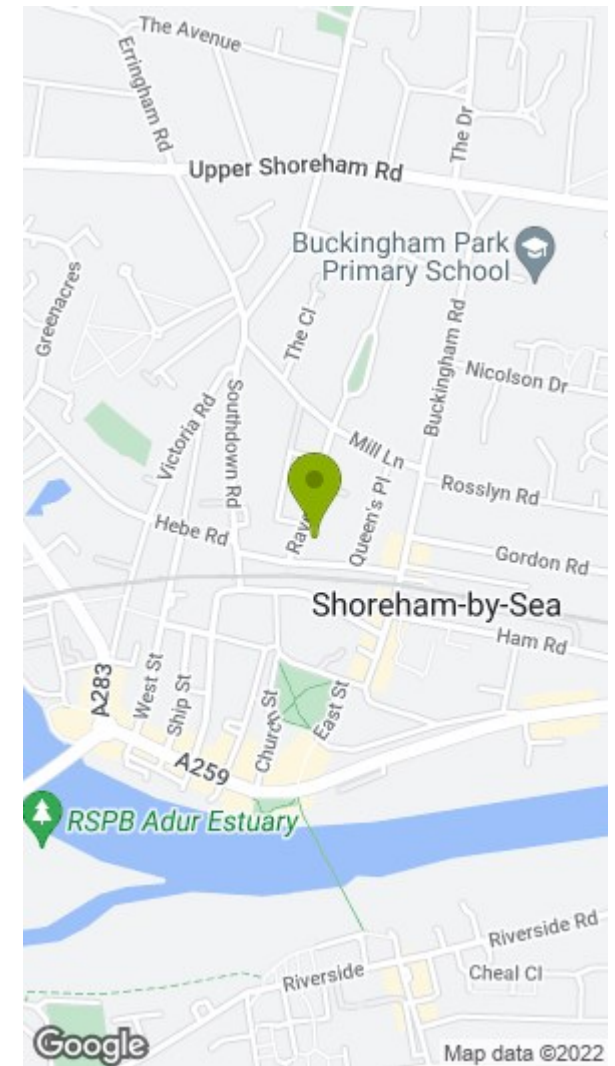 The Avenue
Erringham Rd
The Dr
Upper Shoreham Rd
Buckingham Park
Primary School
Greenacres
The Cl
Buckingham Rd
Nicolson Dr
Victoria Rd
Southdown Rd
Mill Ln
Rosslyn Rd
Hebe Rd
Queen's Pl
Gordon Rd
Shoreham-by-Sea
Ham Rd
A283
West St
Ship St
Church St
East St
A259
RSPB Adur Estuary
Riverside Rd
Riverside
Cheal Cl
Google
Map data ©2022